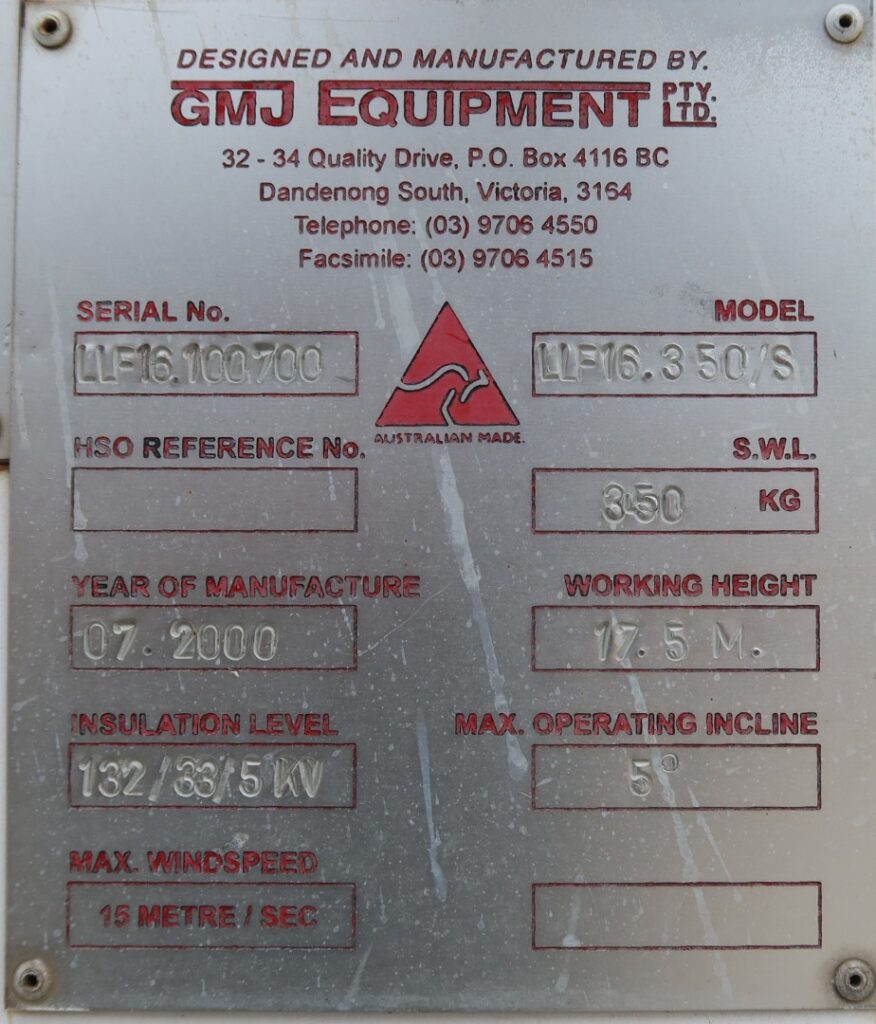 DESIGNED AND MANUFACTURED BY.
GMJ EQUIPMENT PTY. LTD.
32 - 34 Quality Drive, P.O. Box 4116 BC
Dandenong South, Victoria, 3164
Telephone: (03) 9706 4550
Facsimile: (03) 9706 4515
SERIAL No.
LLF16.100700
MODEL
LLF16.350/S
AUSTRALIAN MADE.
HSO REFERENCE No.
S.W.L.
350 KG
YEAR OF MANUFACTURE
07.2000
WORKING HEIGHT
17.5 M.
INSULATION LEVEL
132/33/5 KV
MAX. OPERATING INCLINE
5°
MAX. WINDSPEED
15 METRE / SEC